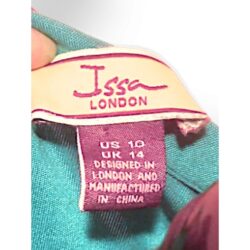 Issa
LONDON
US 10
UK 14
DESIGNED IN
LONDON AND
MANUFACTURED
IN CHINA